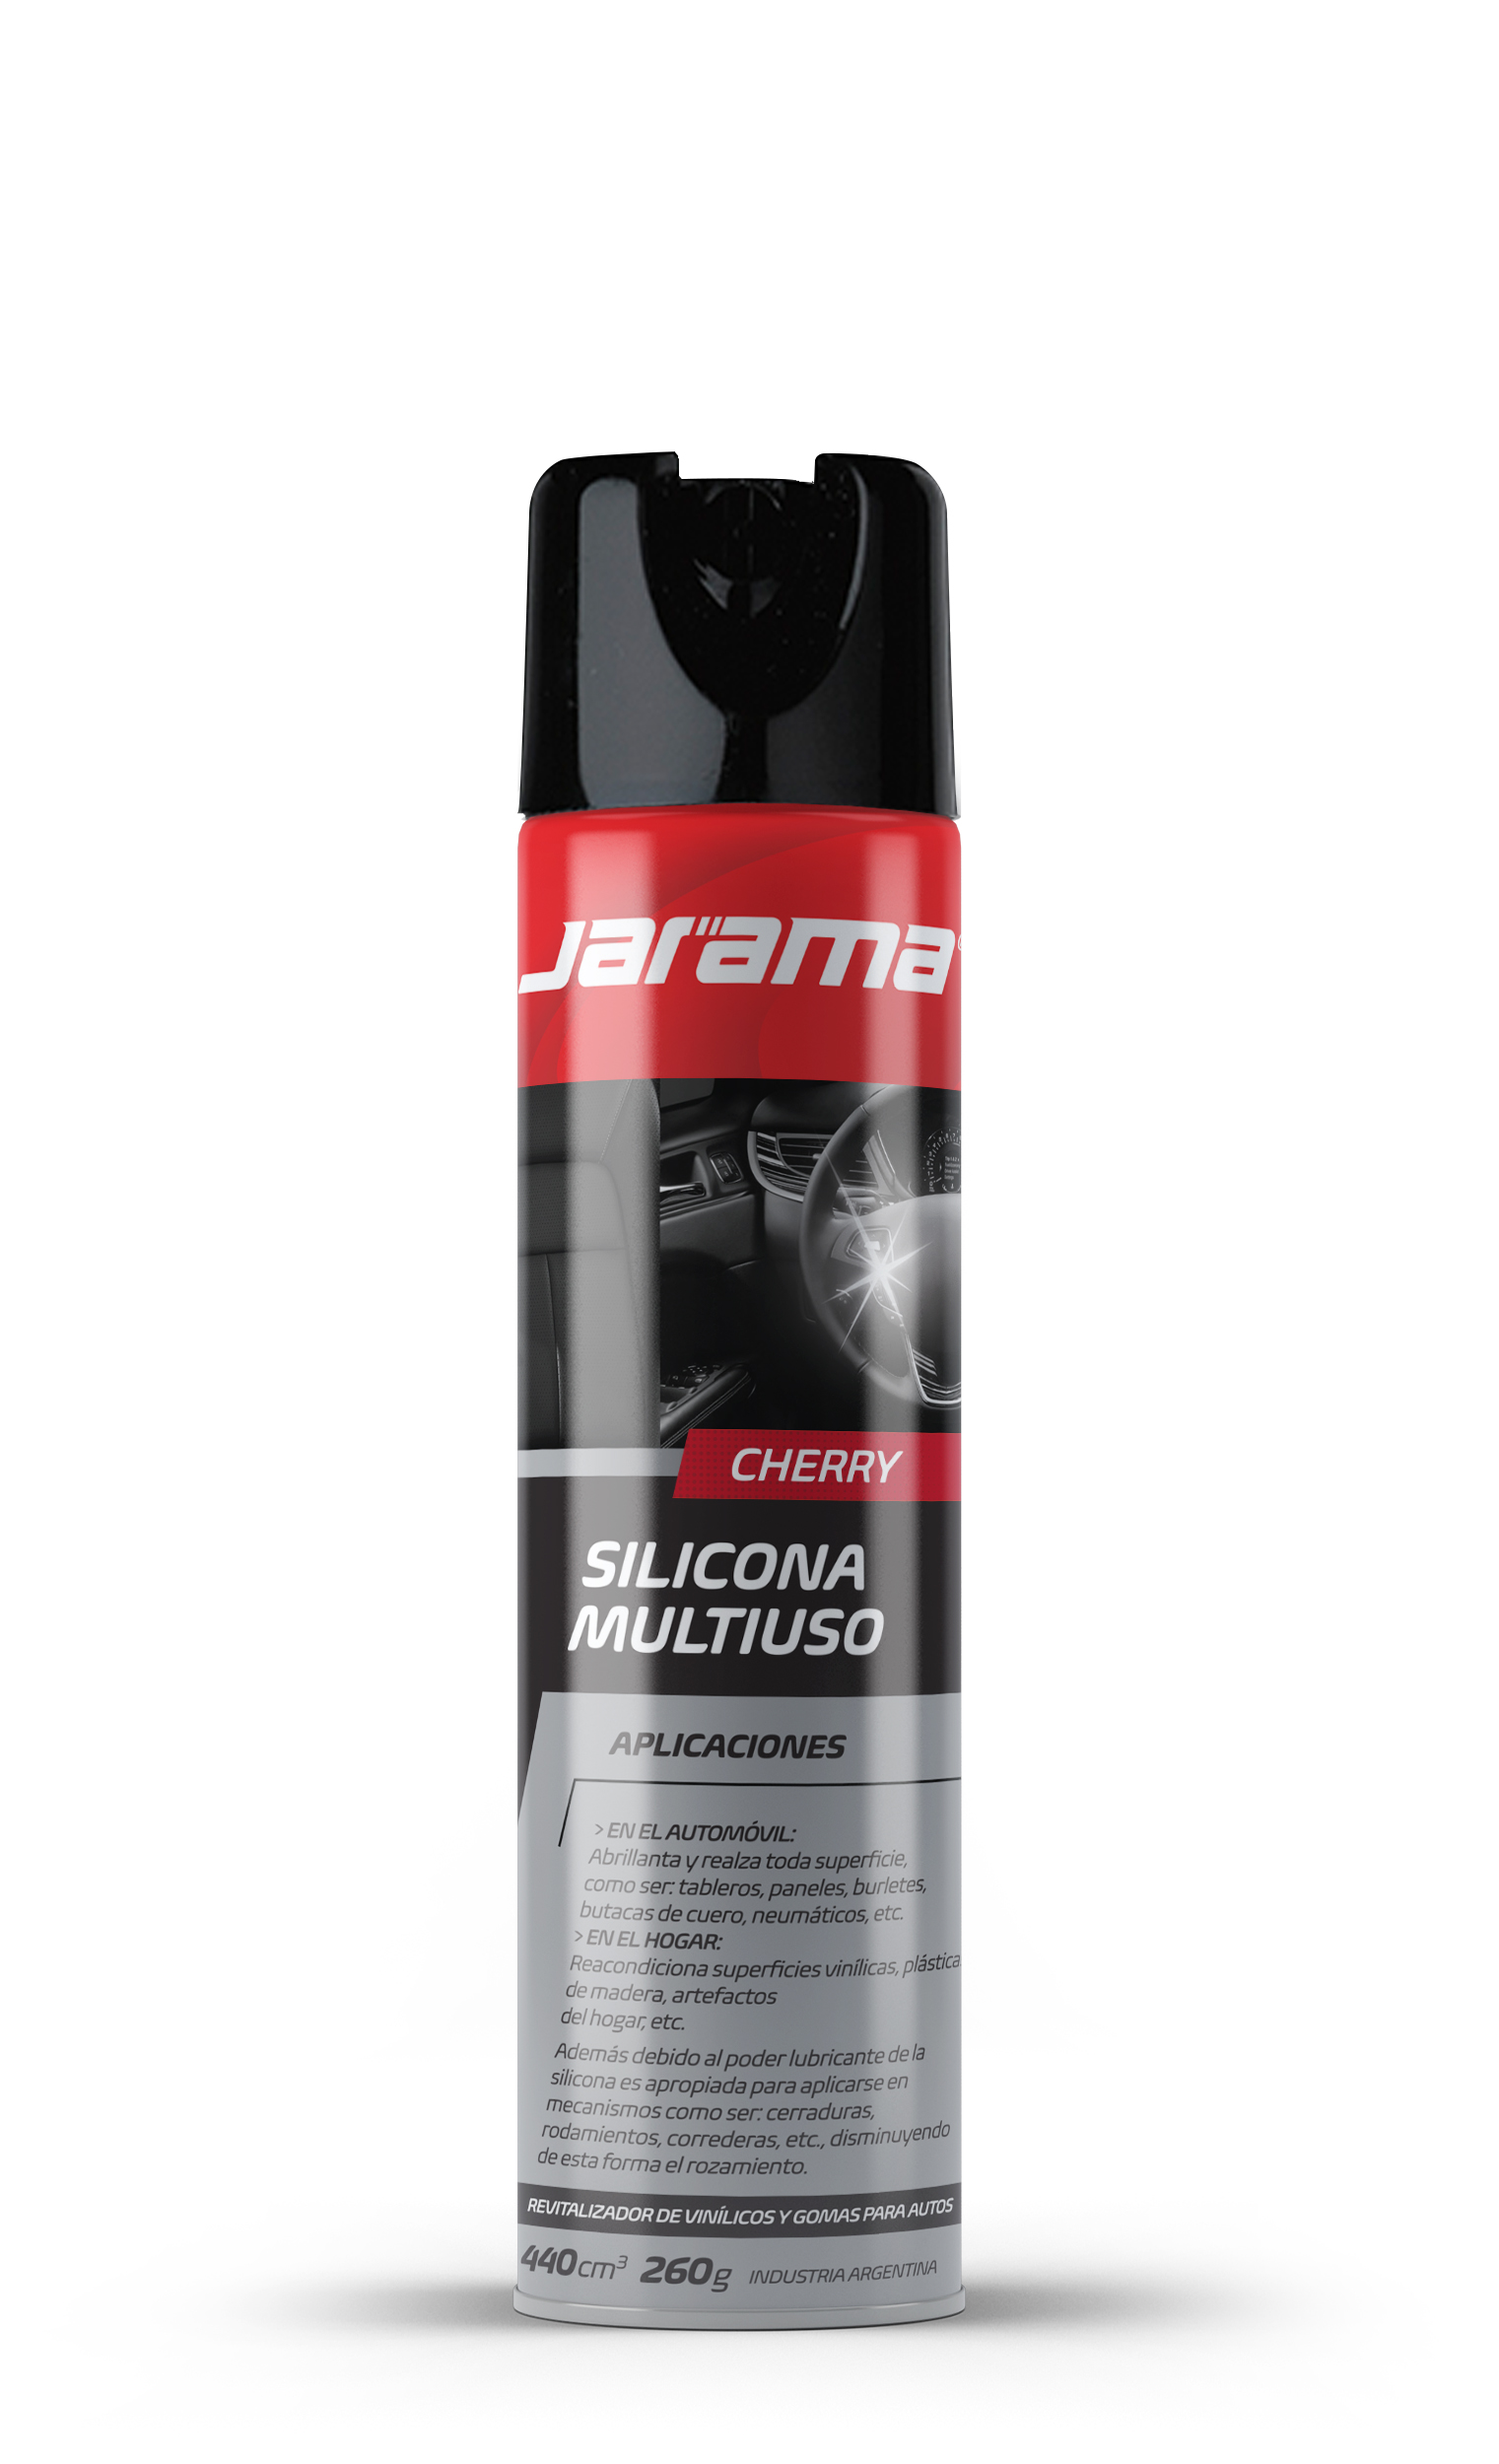 Jarama
CHERRY
SILICONA
MULTIUSO
APLICACIONES
> EN EL AUTOMÓVIL:
Abrillanta y realza toda superficie,
como ser: tableros, paneles, burletes,
butacas de cuero, neumáticos, etc.
> EN EL HOGAR:
Reacondiciona superficies vinílicas, plástica
de madera, artefactos
del hogar, etc.
Además debido al poder lubricante de la
silicona es apropiada para aplicarse en
mecanismos como ser: cerraduras,
rodamientos, correderas, etc., disminuyendo
de esta forma el rozamiento.
REVITALIZADOR DE VINÍLICOS Y GOMAS PARA AUTOS
440 cm³ 260 g INDUSTRIA ARGENTINA